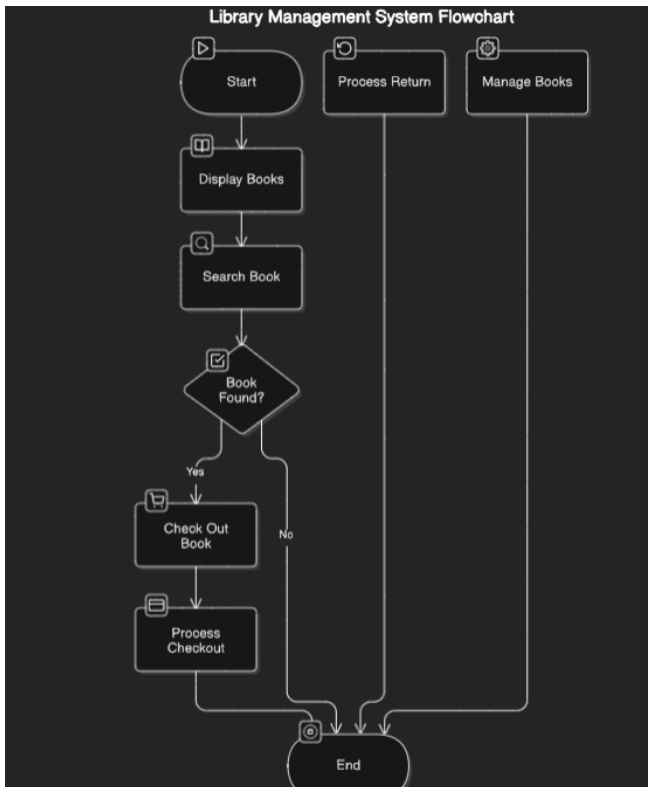 Library Management System Flowchart
Start
Process Return
Manage Books
Display Books
Search Book
Book
Found?
Yes
No
Check Out
Book
Process
Checkout
End